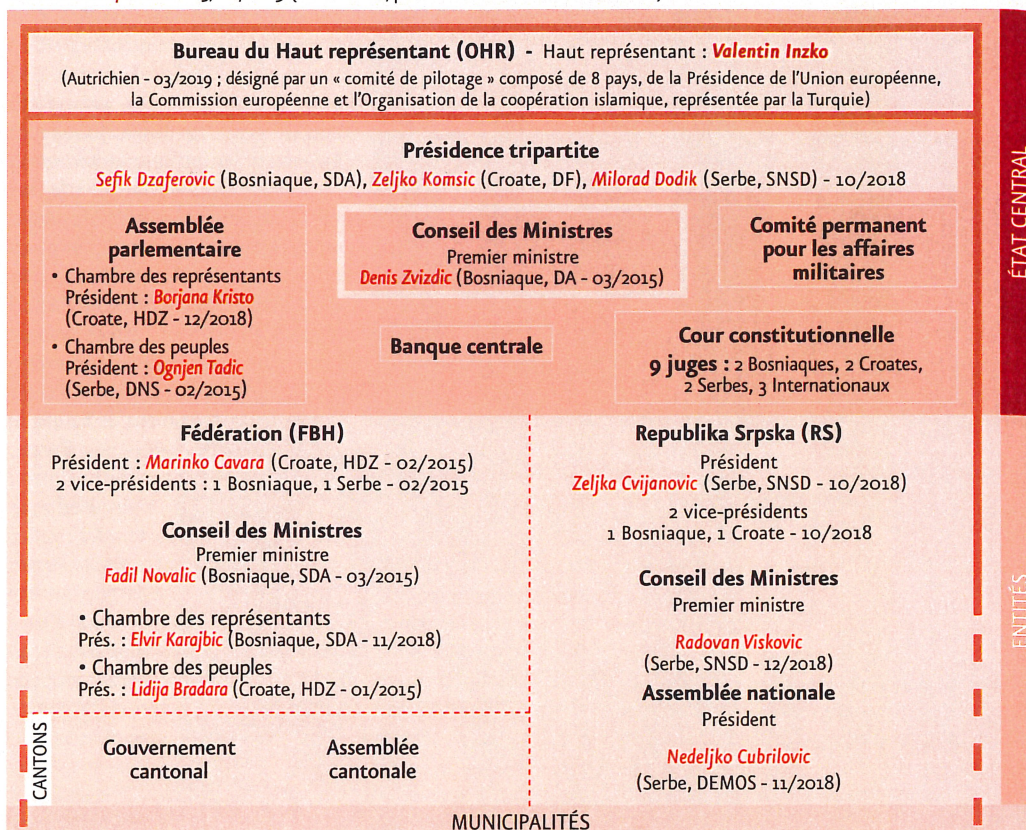 Bureau du Haut représentant (OHR) - Haut représentant : Valentin Inzko
(Autrichien - 03/2019 ; désigné par un « comité de pilotage » composé de 8 pays, de la Présidence de l'Union européenne,
la Commission européenne et l'Organisation de la coopération islamique, représentée par la Turquie)
Présidence tripartite
Sefik Dzaferovic (Bosniaque, SDA), Zeljko Komsic (Croate, DF), Milorad Dodik (Serbe, SNSD) - 10/2018
Assemblée
parlementaire
• Chambre des représentants
Président : Borjana Kristo
(Croate, HDZ - 12/2018)
• Chambre des peuples
Président : Ognjen Tadic
(Serbe, DNS - 02/2015)
Conseil des Ministres
Premier ministre
Denis Zvizdic (Bosniaque, DA - 03/2015)
Banque centrale
Comité permanent
pour les affaires
militaires
Cour constitutionnelle
9 juges : 2 Bosniaques, 2 Croates,
2 Serbes, 3 Internationaux
ÉTAT CENTRAL
Fédération (FBH)
Président : Marinko Cavara (Croate, HDZ - 02/2015)
2 vice-présidents : 1 Bosniaque, 1 Serbe - 02/2015
Conseil des Ministres
Premier ministre
Fadil Novalic (Bosniaque, SDA - 03/2015)
• Chambre des représentants
Prés. : Elvir Karajbic (Bosniaque, SDA - 11/2018)
• Chambre des peuples
Prés. : Lidija Bradara (Croate, HDZ - 01/2015)
Republika Srpska (RS)
Président
Zeljka Cvijanovic (Serbe, SNSD - 10/2018)
2 vice-présidents
1 Bosniaque, 1 Croate - 10/2018
Conseil des Ministres
Premier ministre
Radovan Viskovic
(Serbe, SNSD - 12/2018)
Assemblée nationale
Président
Nedeljko Cubrilovic
(Serbe, DEMOS - 11/2018)
ENTITÉS
CANTONS
Gouvernement
cantonal
Assemblée
cantonale
MUNICIPALITÉS